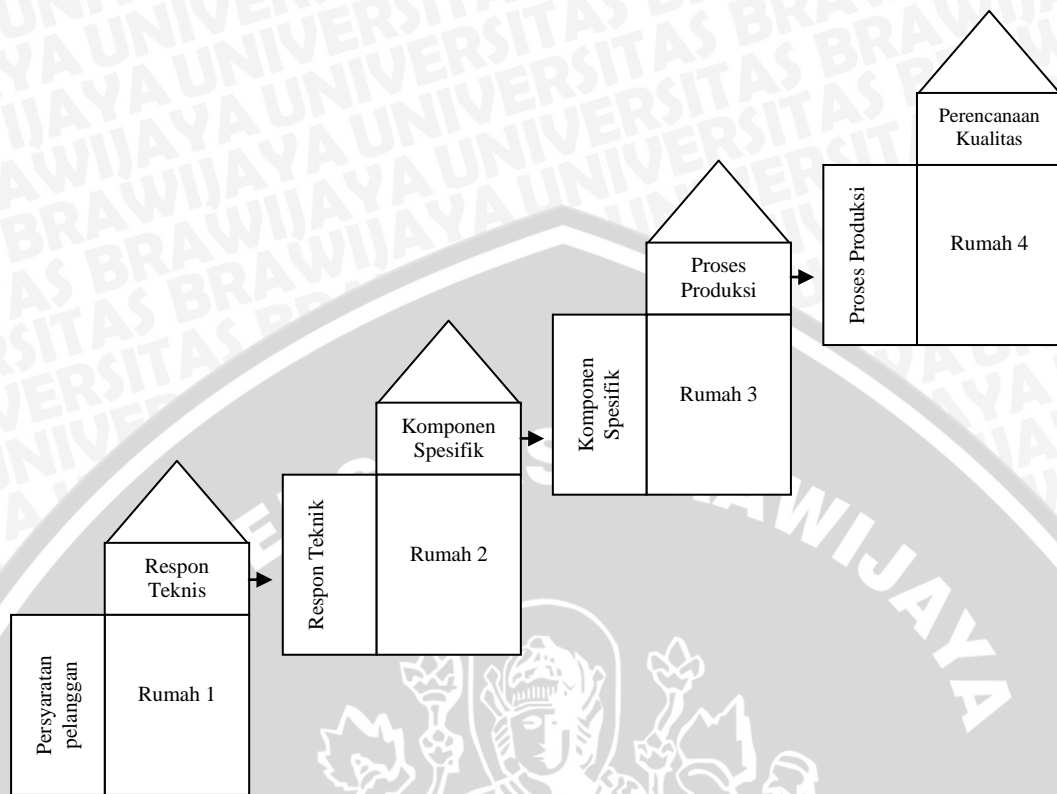 Persyaratan
pelanggan
Respon
Teknis
Rumah 1
Respon Teknik
Komponen
Spesifik
Rumah 2
Komponen
Spesifik
Proses
Produksi
Rumah 3
Proses Produksi
Perencanaan
Kualitas
Rumah 4